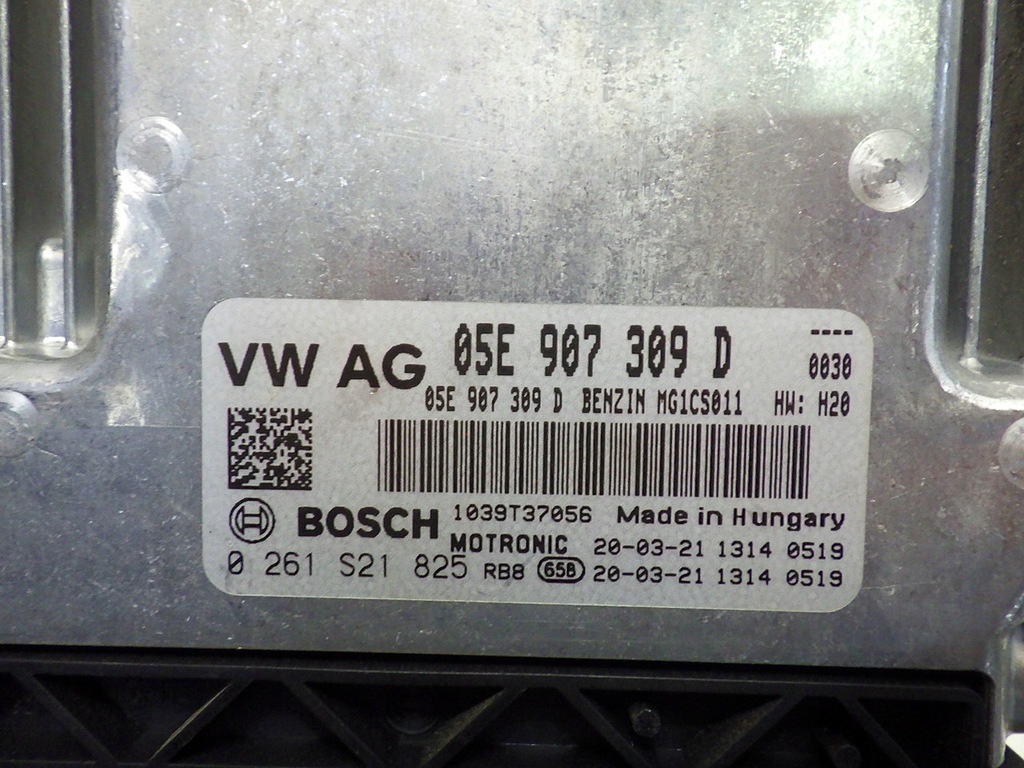 VW AG 05E 907 309 D ----
0030
05E 907 309 D BENZIN MG1CS011 HW: H20
BOSCH 1039T37056 Made in Hungary
MOTRONIC 20-03-21 1314 0519
0 261 S21 825 RB8 658 20-03-21 1314 0519